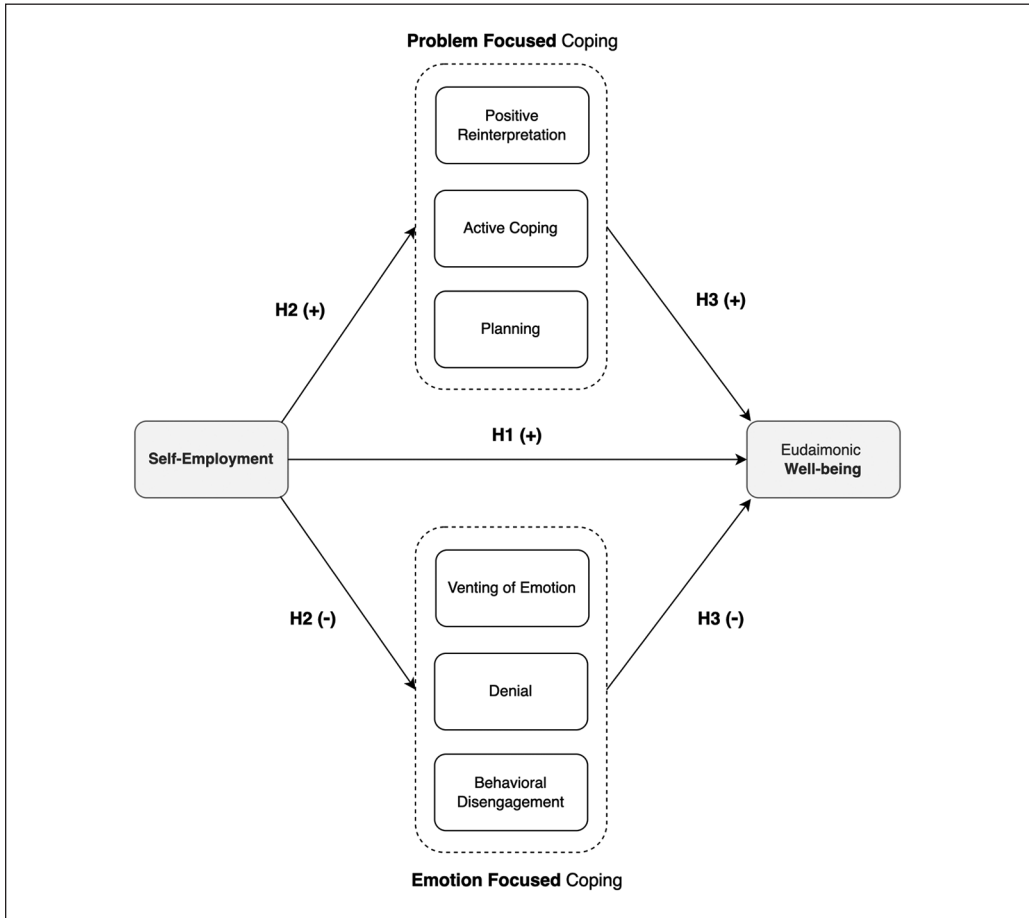 Problem Focused Coping
Positive
Reinterpretation
Active Coping
Planning
H2 (+)
H3 (+)
H1 (+)
Self-Employment
Eudaimonic
Well-being
H2 (-)
H3 (-)
Venting of Emotion
Denial
Behavioral
Disengagement
Emotion Focused Coping